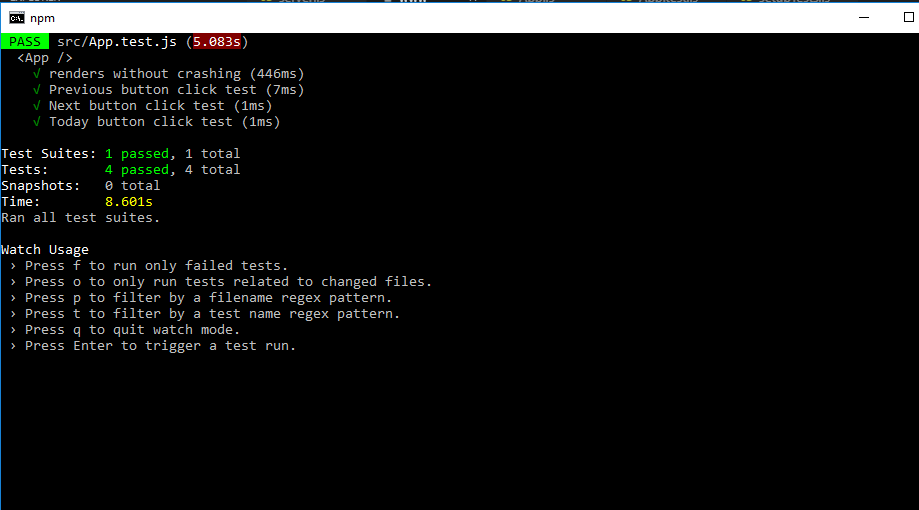 npm
PASS src/App.test.js (5.083s)
<App />
√ renders without crashing (446ms)
√ Previous button click test (7ms)
√ Next button click test (1ms)
√ Today button click test (1ms)
Test Suites: 1 passed, 1 total
Tests: 4 passed, 4 total
Snapshots: 0 total
Time: 8.601s
Ran all test suites.
Watch Usage
› Press f to run only failed tests.
› Press o to only run tests related to changed files.
› Press p to filter by a filename regex pattern.
› Press t to filter by a test name regex pattern.
› Press q to quit watch mode.
› Press Enter to trigger a test run.